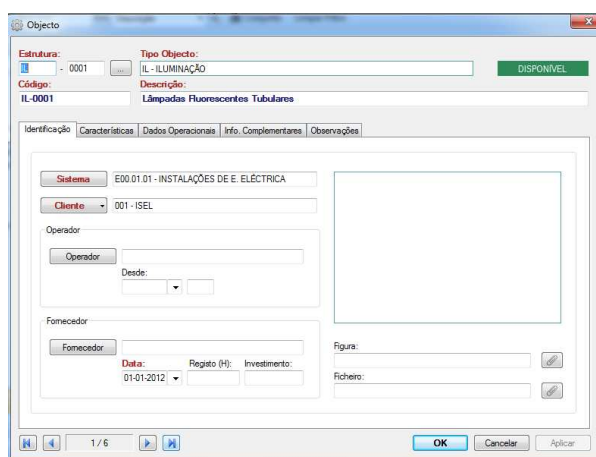 Objecto
Estrutura: Tipo Objecto:
IL - 0001 ... IL - ILUMINAÇÃO DISPONÍVEL
Código: Descrição:
IL-0001 Lâmpadas Fluorescentes Tubulares
Identificação Características Dados Operacionais Info. Complementares Observações
Sistema E00.01.01 - INSTALAÇÕES DE E. ELÉCTRICA
Cliente 001 - ISEL
Operador
Operador
Desde:
Fornecedor
Fornecedor
Data: Registo (H): Investimento:
01-01-2012
Figura:
Ficheiro:
1 / 6 OK Cancelar Aplicar